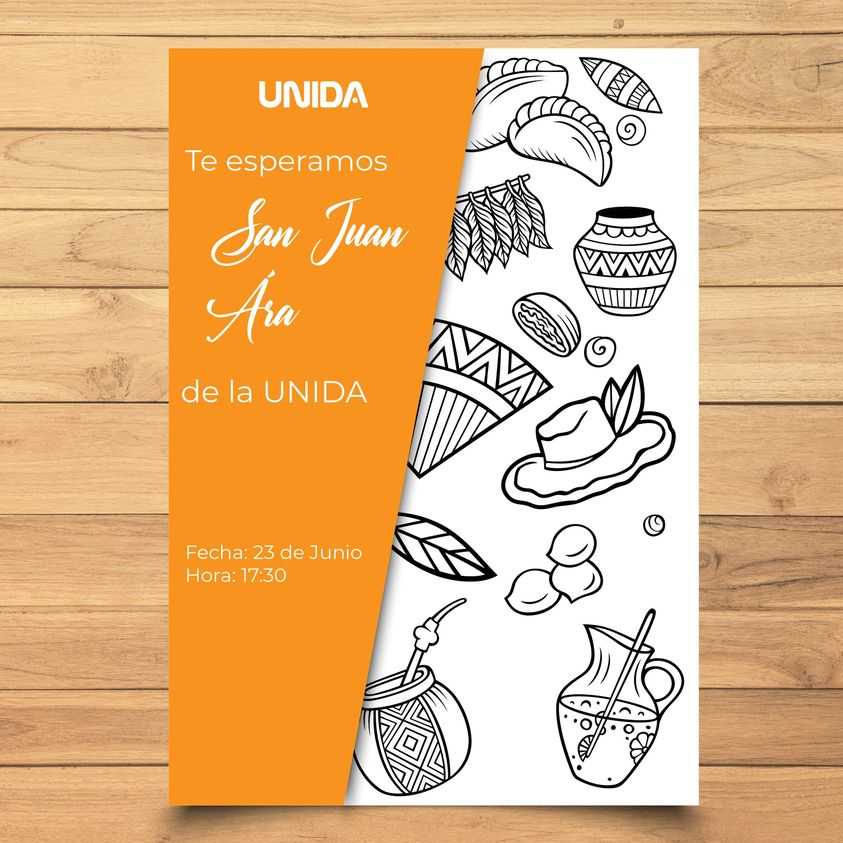 UNIDA
Te esperamos
San Juan
Ára
de la UNIDA
Fecha: 23 de Junio
Hora: 17:30